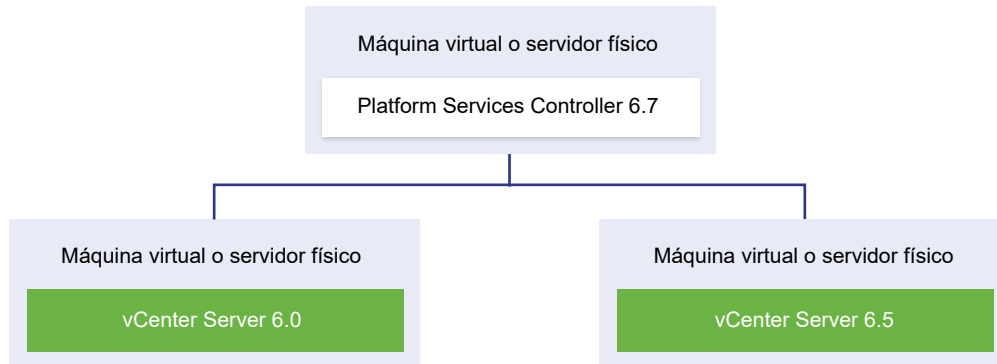 Máquina virtual o servidor físico
Platform Services Controller 6.7
Máquina virtual o servidor físico
vCenter Server 6.0
Máquina virtual o servidor físico
vCenter Server 6.5